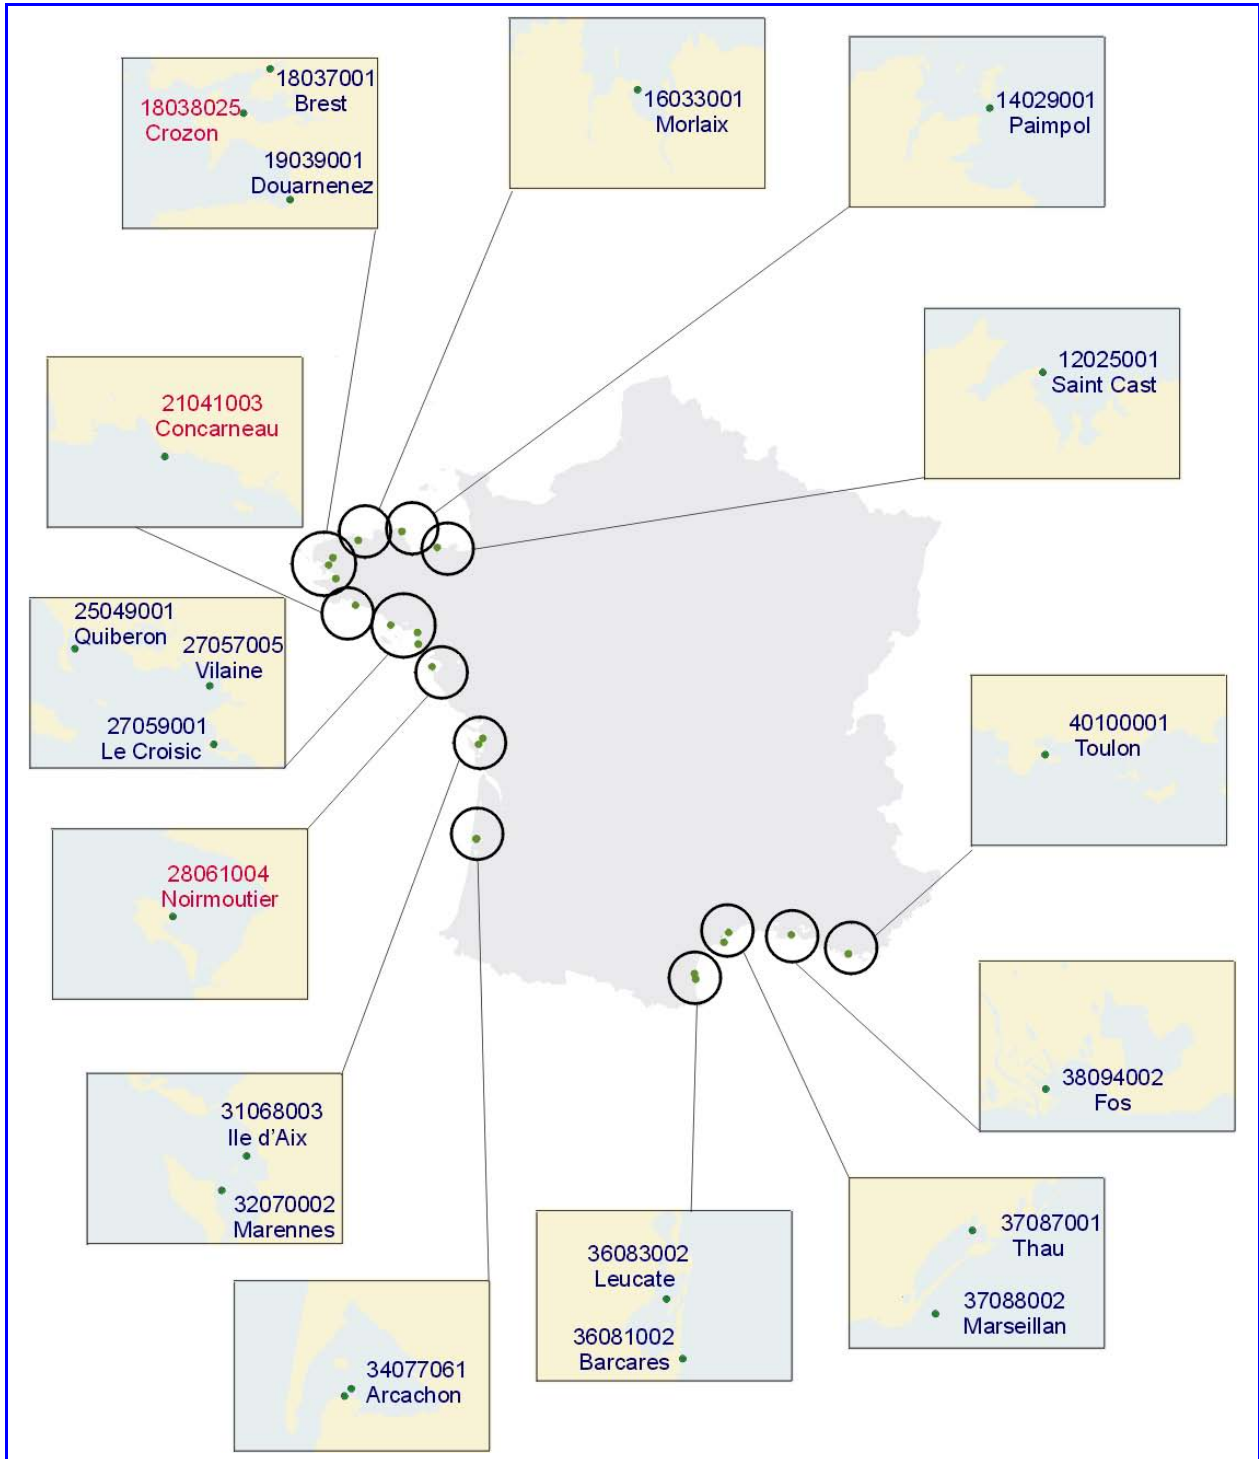 18037001
Brest
18038025
Crozon
19039001
Douarnenez
16033001
Morlaix
14029001
Paimpol
12025001
Saint Cast
21041003
Concarneau
25049001
Quiberon
27057005
Vilaine
27059001
Le Croisic
40100001
Toulon
28061004
Noirmoutier
38094002
Fos
31068003
Ile d'Aix
32070002
Marennes
37087001
Thau
37088002
Marseillan
36083002
Leucate
36081002
Barcares
34077061
Arcachon